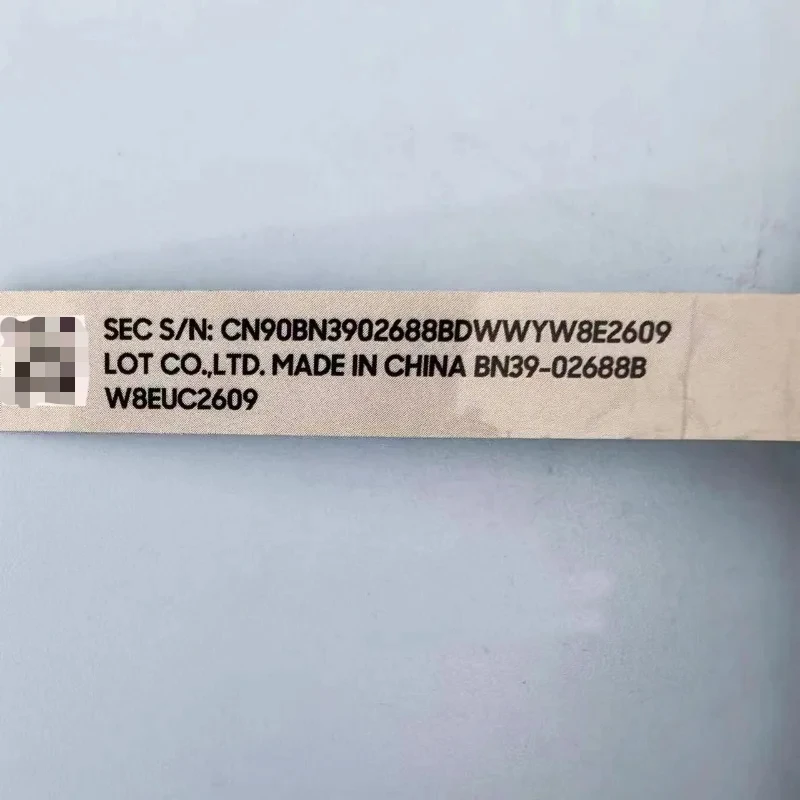 SEC S/N: CN90BN3902688BDWWYW8E2609
LOT CO.,LTD. MADE IN CHINA BN39-02688B
W8EUC2609